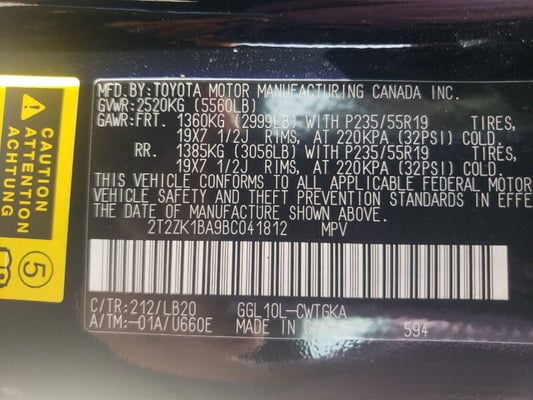 MFD.BY:TOYOTA MOTOR MANUFACTURING CANADA INC.
GVWR:2520KG (5560LB)
GAWR:FRT. 1360KG (2999LB) WITH P235/55R19 TIRES,
19X7 1/2J RIMS, AT 220KPA (32PSI) COLD.
RR. 1385KG (3056LB) WITH P235/55R19 TIRES,
19X7 1/2J RIMS, AT 220KPA (32PSI) COLD.
THIS VEHICLE CONFORMS TO ALL APPLICABLE FEDERAL MOTOR
VEHICLE SAFETY AND THEFT PREVENTION STANDARDS IN EFFE
THE DATE OF MANUFACTURE SHOWN ABOVE.
2T2ZK1BA9BC041812 MPV
C/TR:212/LB20 GGL10L-CWTGKA
A/TM:-01A/U660E MADE IN 594
CAUTION
ATTENTION
ACHTUNG
5